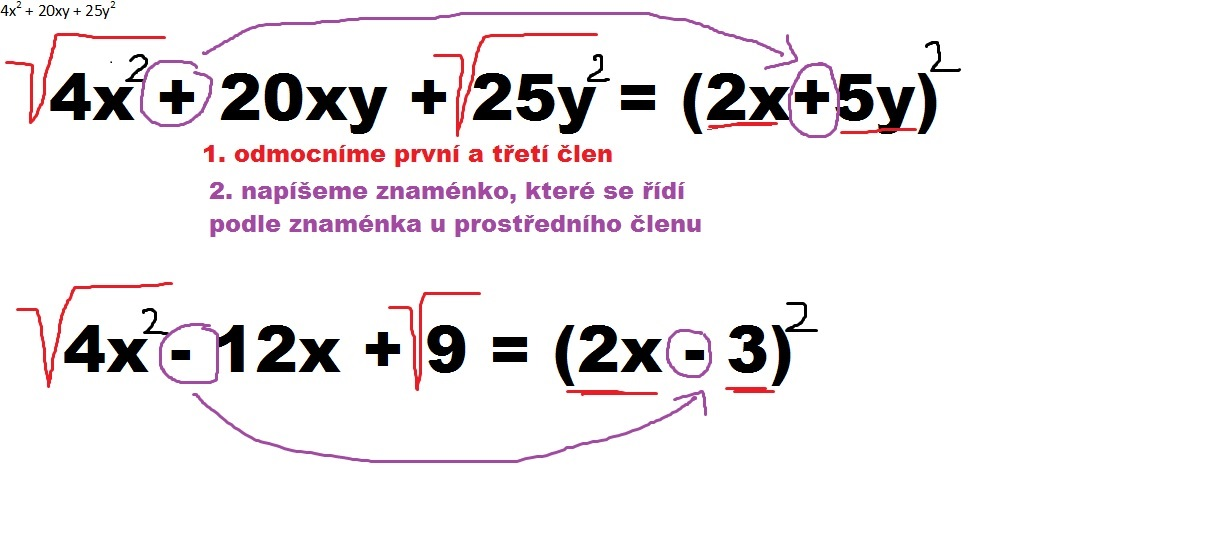 4x² + 20xy + 25y²
√4x² + 20xy + √25y² = (2x+5y)²
1. odmocníme první a třetí člen
2. napíšeme znaménko, které se řídí
podle znaménka u prostředního členu
√4x² - 12x + √9 = (2x - 3)²